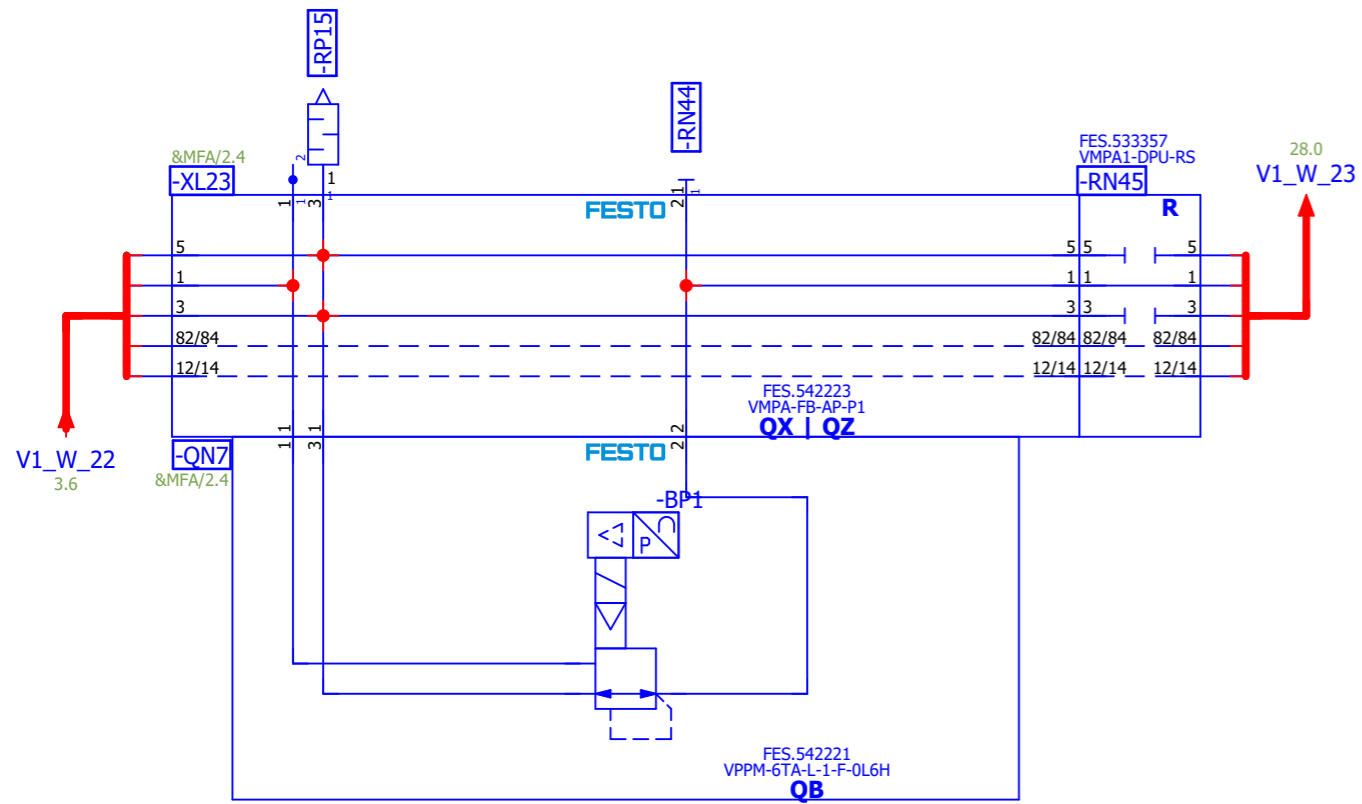 -RP15
-RN44
&MFA/2.4
-XL23
2
1
1
1
3
1
FESTO
2
1
1
FES.533357
VMPA1-DPU-RS
-RN45
R
28.0
V1_W_23
5
5
5
5
1
1
1
1
3
3
3
3
82/84
82/84
82/84
82/84
12/14
12/14
12/14
12/14
FES.542223
VMPA-FB-AP-P1
QX | QZ
V1_W_22
3.6
-QN7
&MFA/2.4
1
1
3
1
FESTO
2
2
-BP1
P
FES.542221
VPPM-6TA-L-1-F-0L6H
QB